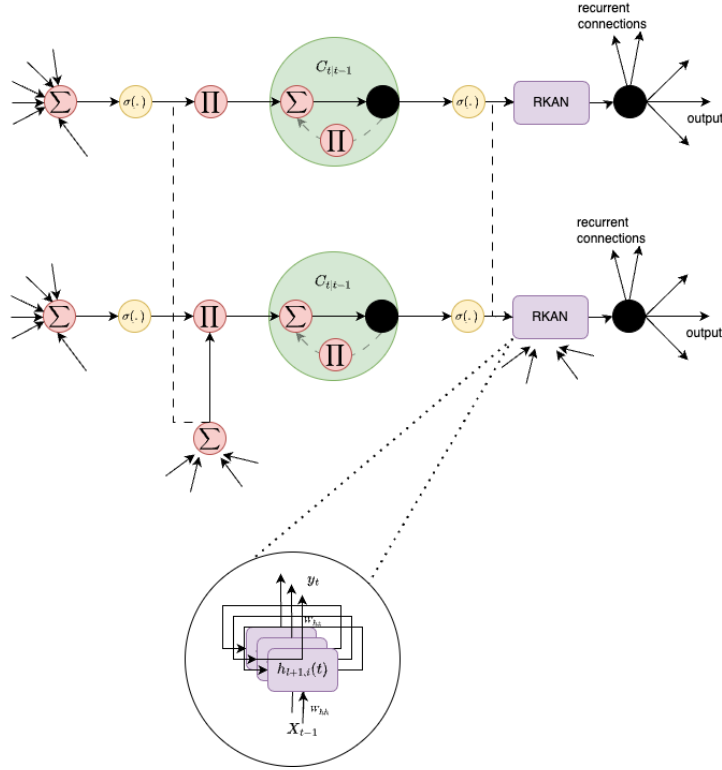 recurrent
connections
C_{t|t-1}
∑ σ(.) ∏ ∑ σ(.) RKAN
∏
output
recurrent
connections
C_{t|t-1}
∑ σ(.) ∏ ∑ σ(.) RKAN
∏
output
∑
y_t
w_{hh}
h_{l+1,i}(t)
w_{hh}
X_{t-1}